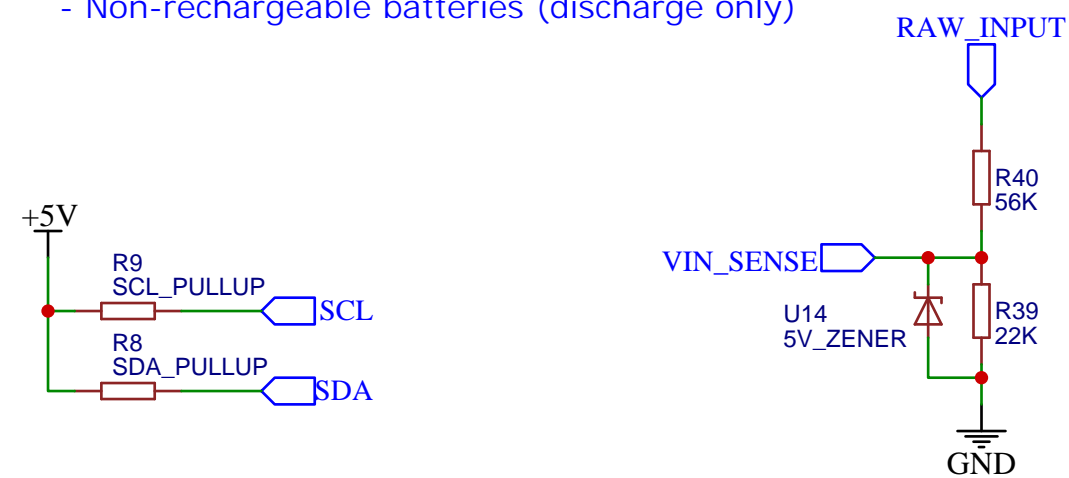 - Non-rechargeable batteries (discharge only)
RAW_INPUT
R40
56K
+5V
VIN_SENSE
R9
SCL_PULLUP
SCL
U14
5V_ZENER
R39
22K
R8
SDA_PULLUP
SDA
GND